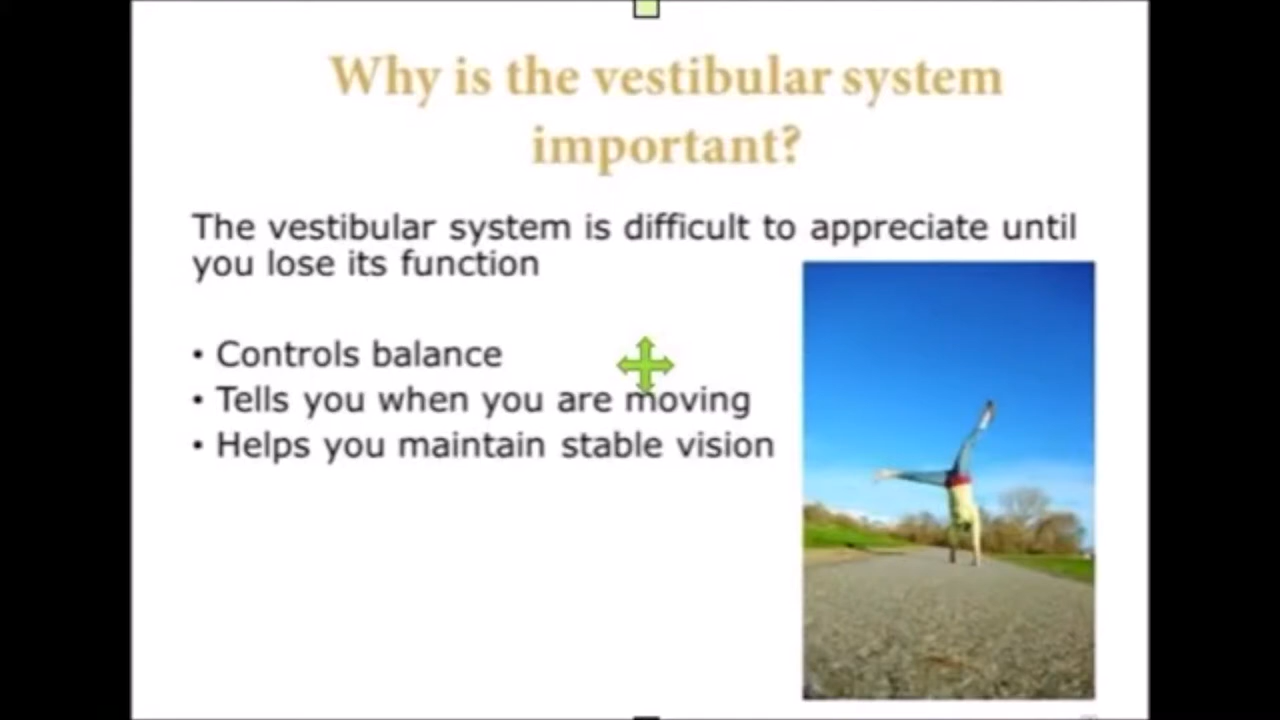 Why is the vestibular system
important?
The vestibular system is difficult to appreciate until
you lose its function
• Controls balance
• Tells you when you are moving
• Helps you maintain stable vision